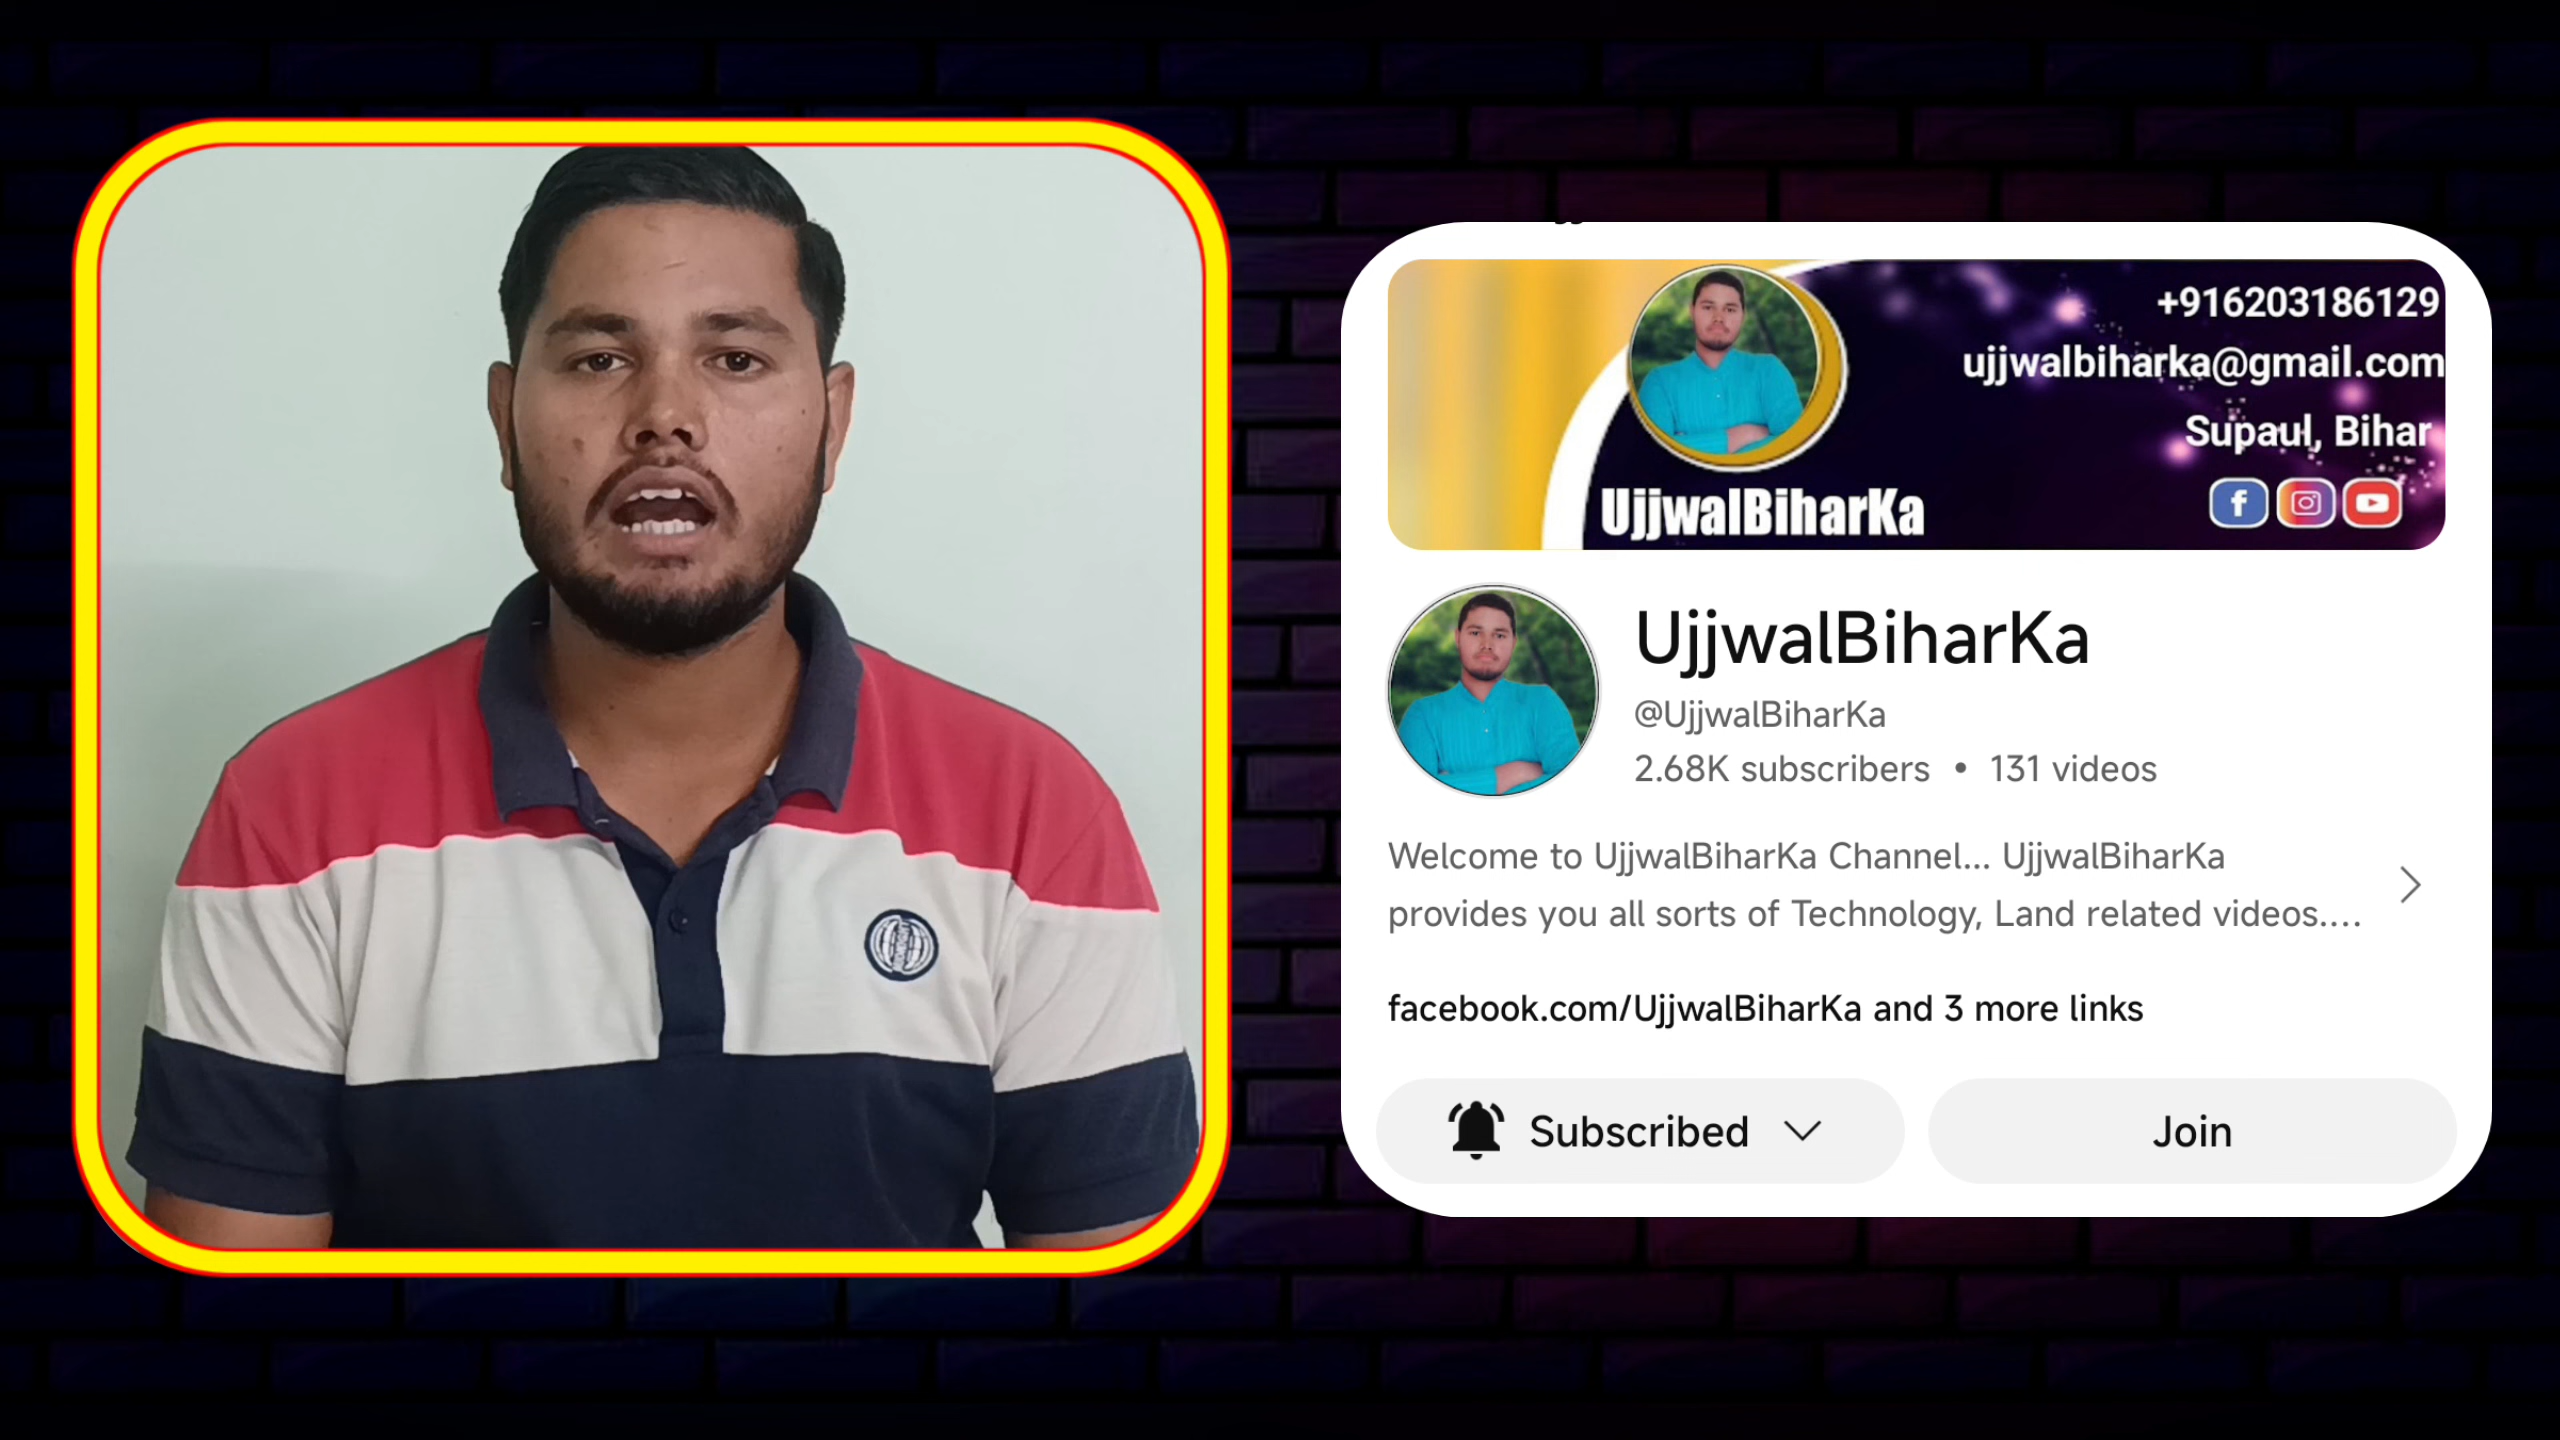 +916203186129
ujjwalbiharka@gmail.com
Supaul, Bihar
UjjwalBiharKa
UjjwalBiharKa
@UjjwalBiharKa
2.68K subscribers • 131 videos
Welcome to UjjwalBiharKa Channel... UjjwalBiharKa
provides you all sorts of Technology, Land related videos....
facebook.com/UjjwalBiharKa and 3 more links
Subscribed
Join